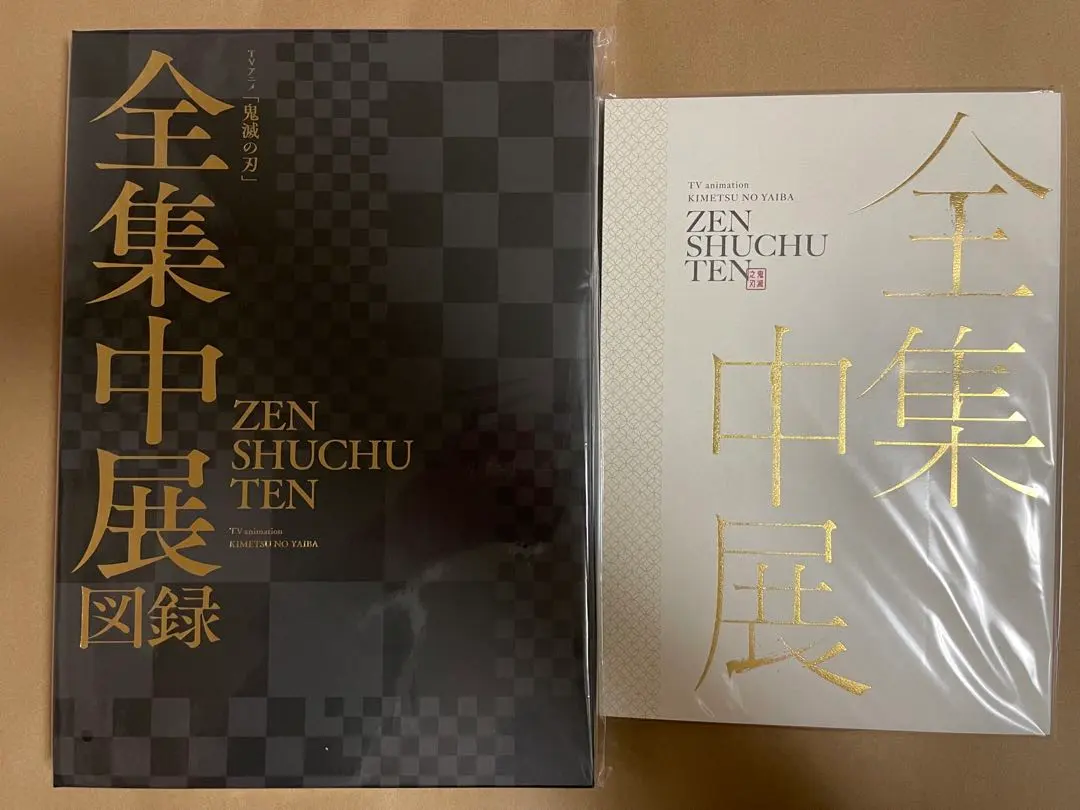 TVアニメ「鬼滅の刃」
全集中展
図録
ZEN
SHUCHU
TEN
TV animation
KIMETSU NO YAIBA
TV animation
KIMETSU NO YAIBA
ZEN
SHUCHU
TEN
鬼滅
之刃
全集
中展